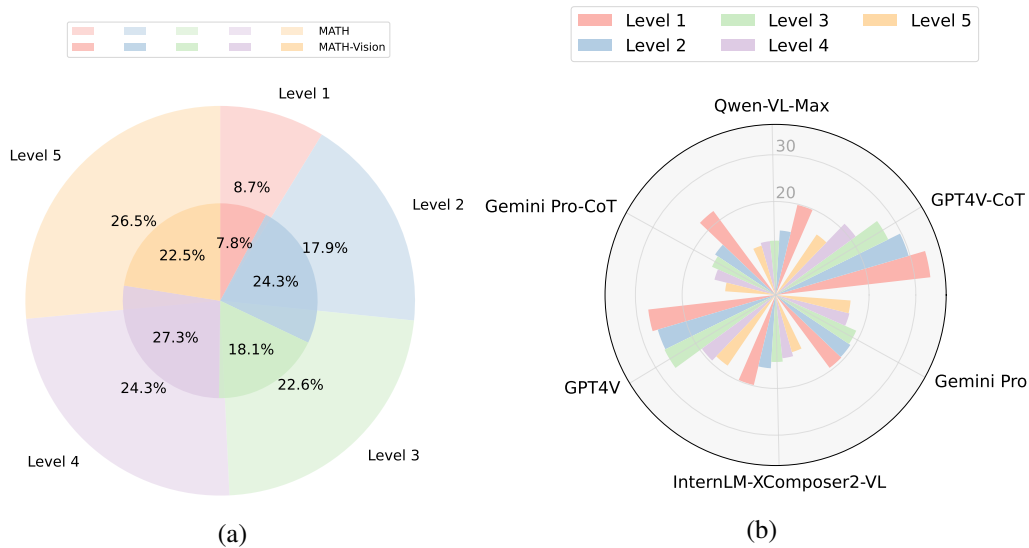 MATH
MATH-Vision
Level 1
Level 2
Level 3
Level 4
Level 5
8.7%
17.9%
22.6%
24.3%
26.5%
7.8%
24.3%
18.1%
27.3%
22.5%
(a)
Level 1
Level 3
Level 5
Level 2
Level 4
Qwen-VL-Max
30
20
GPT4V-CoT
Gemini Pro-CoT
GPT4V
Gemini Pro
InternLM-XComposer2-VL
(b)